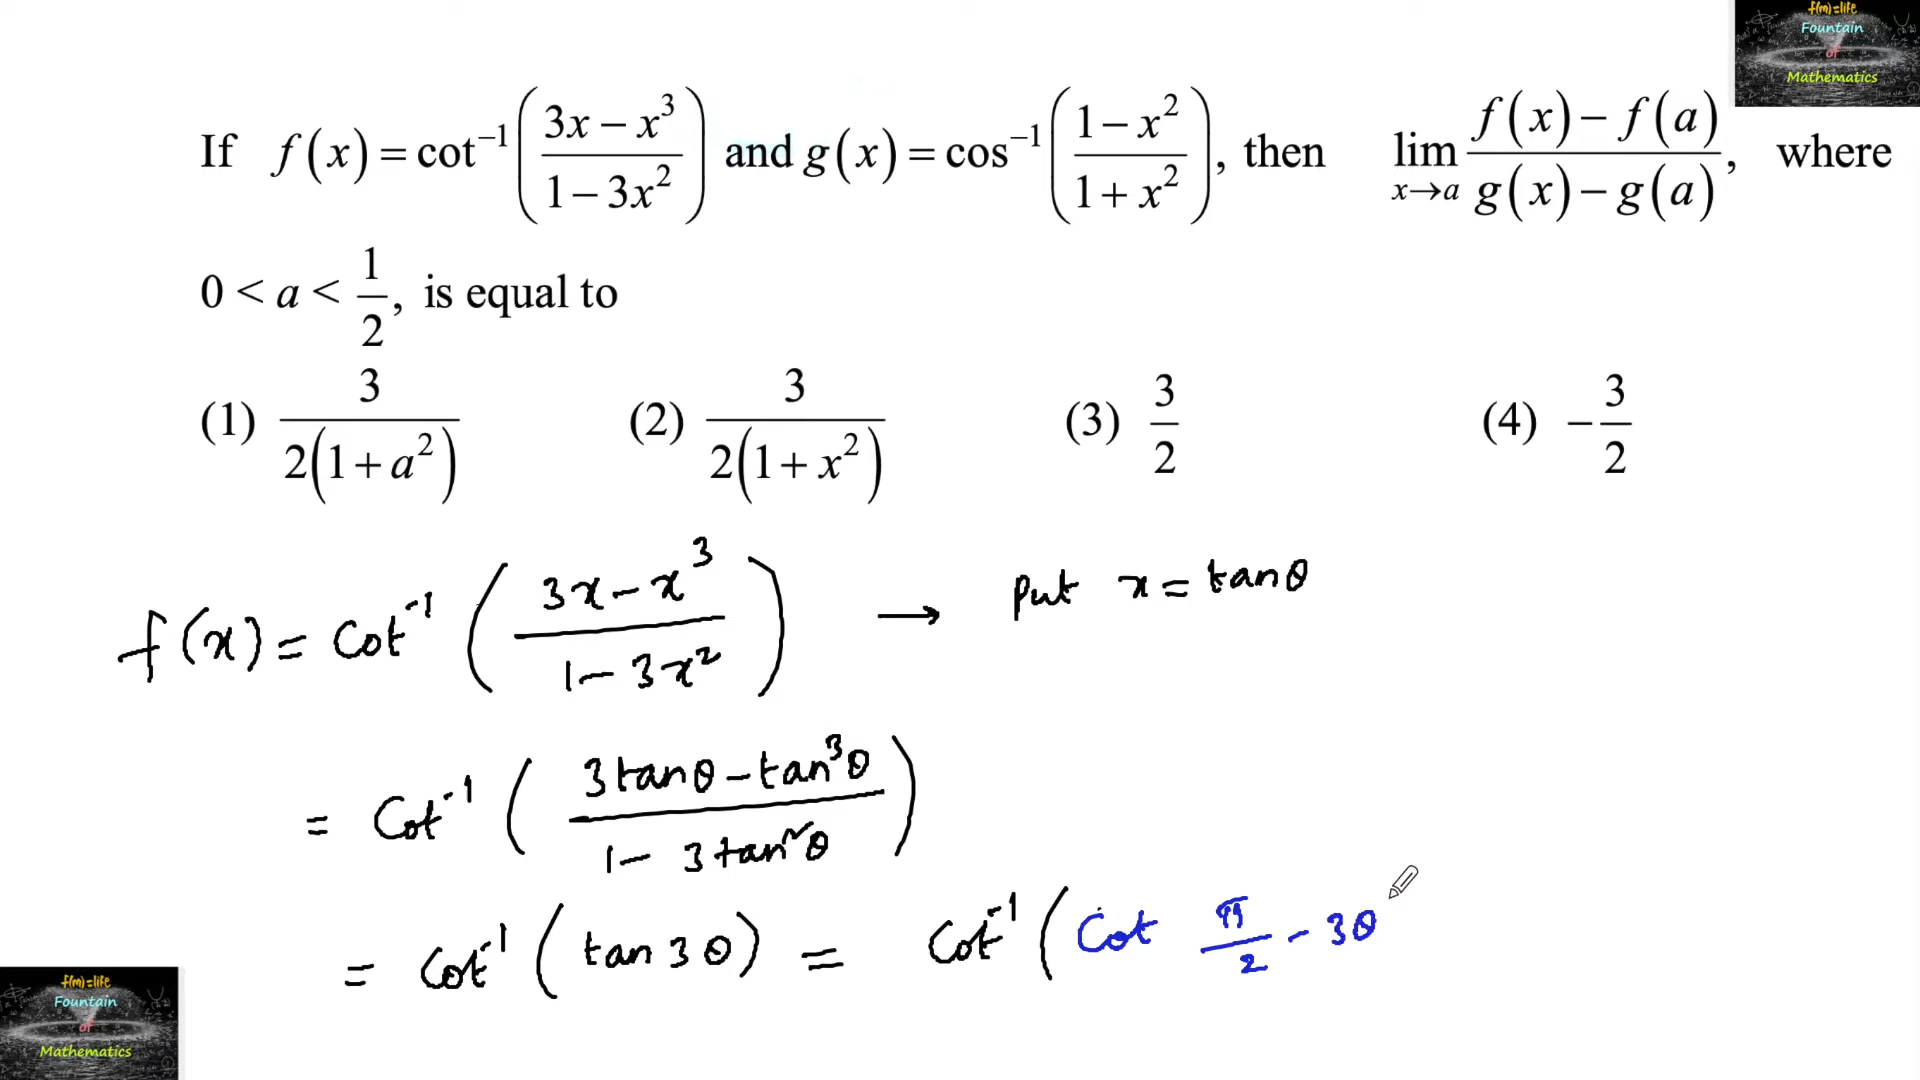 f(m)=life
Fountain
of
Mathematics
If f(x) = cot⁻¹((3x − x³)/(1 − 3x²)) and g(x) = cos⁻¹((1 − x²)/(1 + x²)), then lim x→a (f(x) − f(a))/(g(x) − g(a)), where
0 < a < 1/2, is equal to
(1) 3/(2(1 + a²)) (2) 3/(2(1 + x²)) (3) 3/2 (4) −3/2
f(x) = Cot⁻¹((3x − x³)/(1 − 3x²)) → Put x = tanθ
= Cot⁻¹((3tanθ − tan³θ)/(1 − 3tan²θ))
= Cot⁻¹(tan3θ) = Cot⁻¹(Cot π/2 − 3θ
f(m)=life
Fountain
of
Mathematics